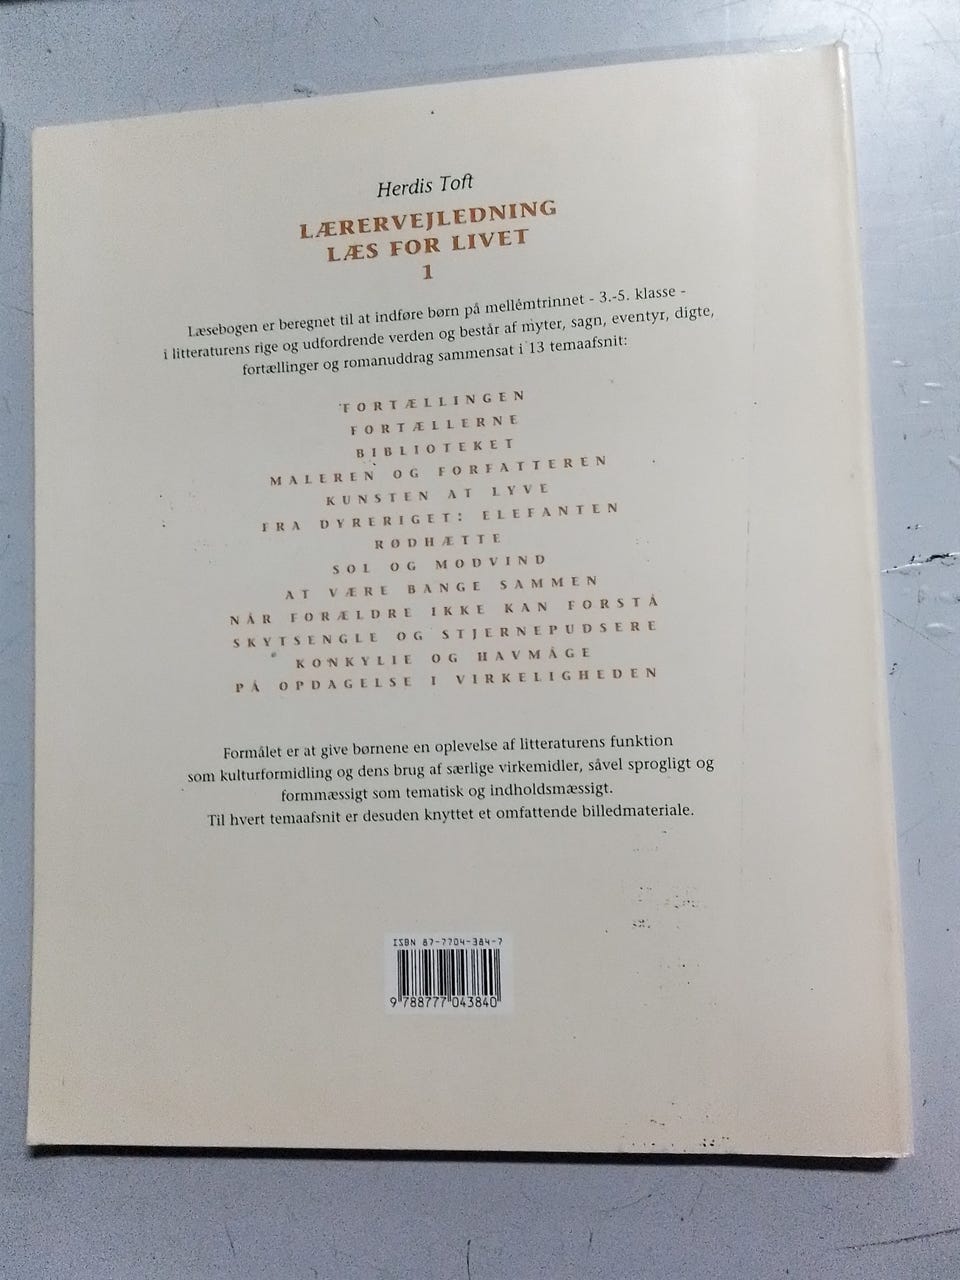 Herdis Toft
LÆRERVEJLEDNING
LÆS FOR LIVET
1
Læsebogen er beregnet til at indføre børn på mellemtrinnet - 3.-5. klasse -
i litteraturens rige og udfordrende verden og består af myter, sagn, eventyr, digte,
fortællinger og romanuddrag sammensat i 13 temaafsnit:
FORTÆLLINGEN
FORTÆLLERNE
BIBLIOTEKET
MALEREN OG FORFATTEREN
KUNSTEN AT LYVE
FRA DYRERIGET: ELEFANTEN
RØDHÆTTE
SOL OG MODVIND
AT VÆRE BANGE SAMMEN
NÅR FORÆLDRE IKKE KAN FORSTÅ
SKYTSENGLE OG STJERNEPUDSERE
KONKYLIE OG HAVMÅGE
PÅ OPDAGELSE I VIRKELIGHEDEN
Formålet er at give børnene en oplevelse af litteraturens funktion
som kulturformidling og dens brug af særlige virkemidler, såvel sprogligt og
formmæssigt som tematisk og indholdsmæssigt.
Til hvert temaafsnit er desuden knyttet et omfattende billedmateriale.
ISBN 87-7704-384-7
9 788777 043840